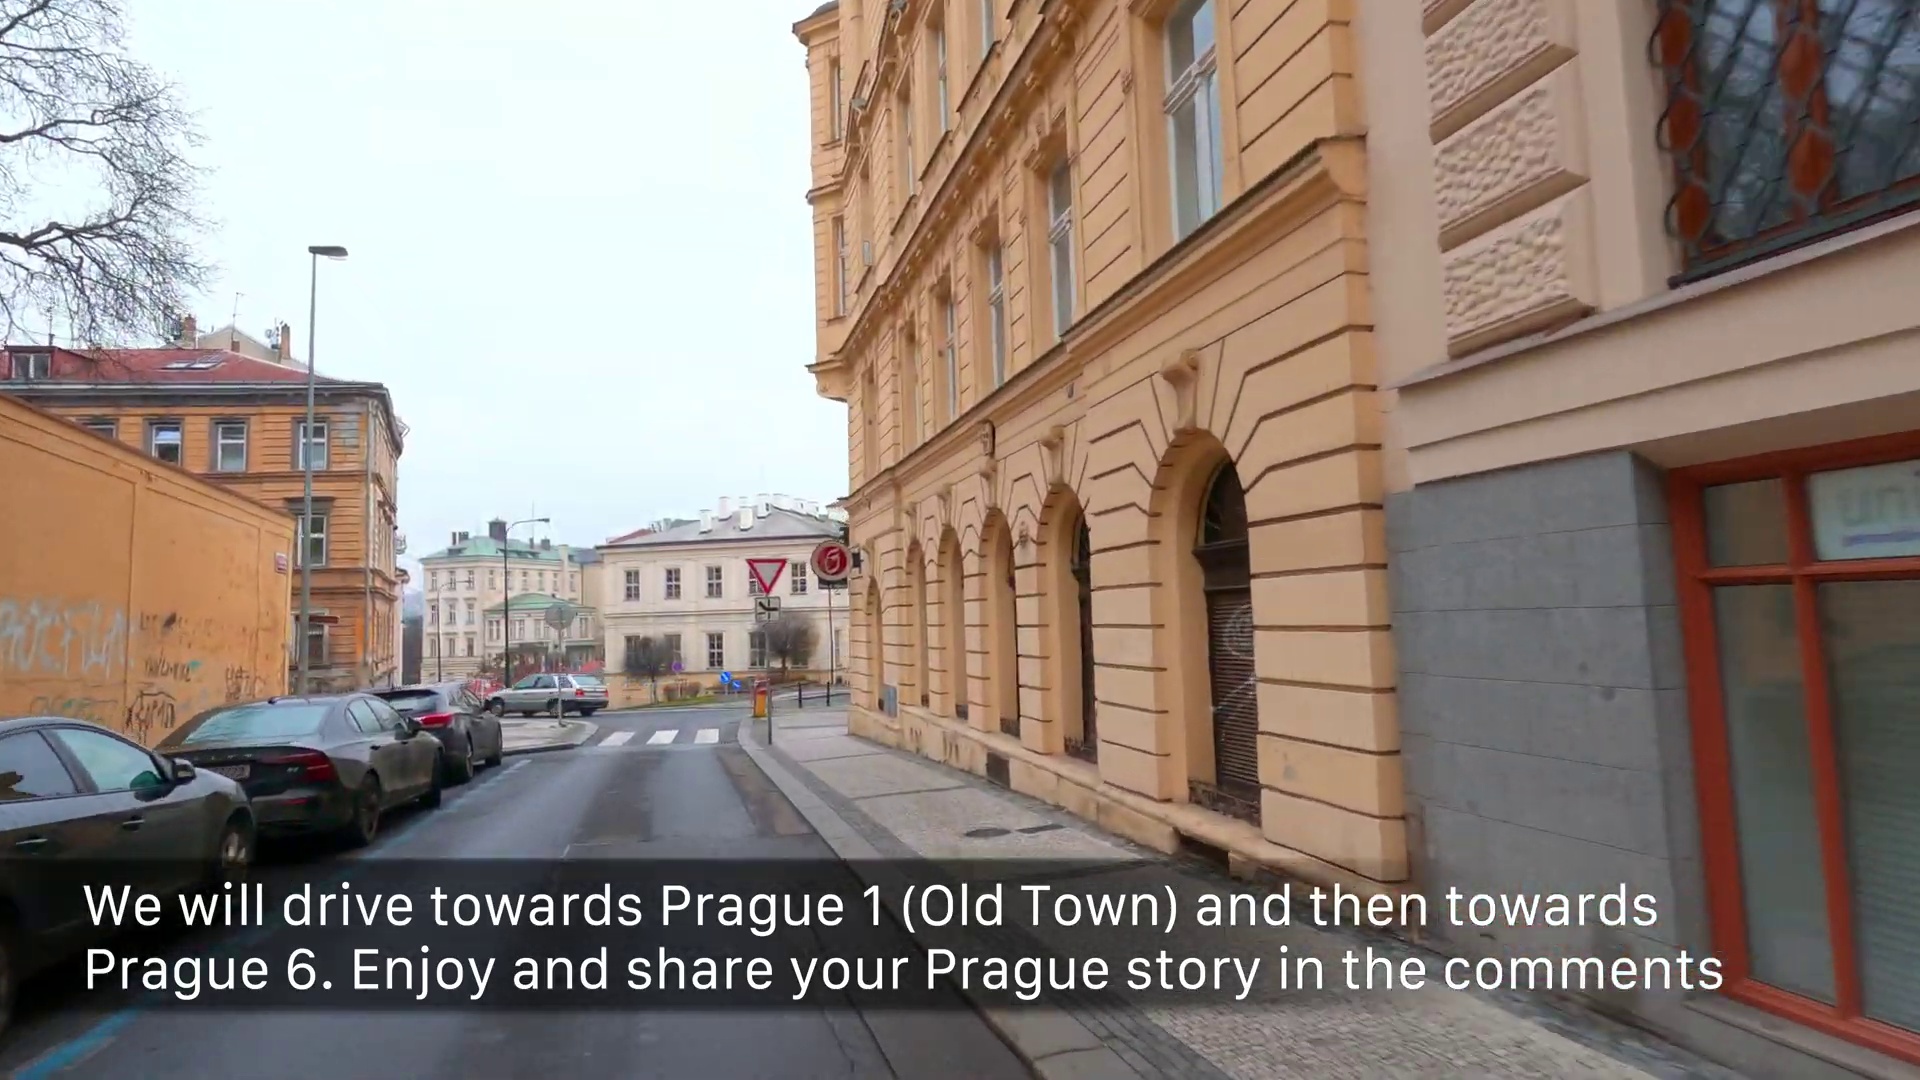 We will drive towards Prague 1 (Old Town) and then towards
Prague 6. Enjoy and share your Prague story in the comments